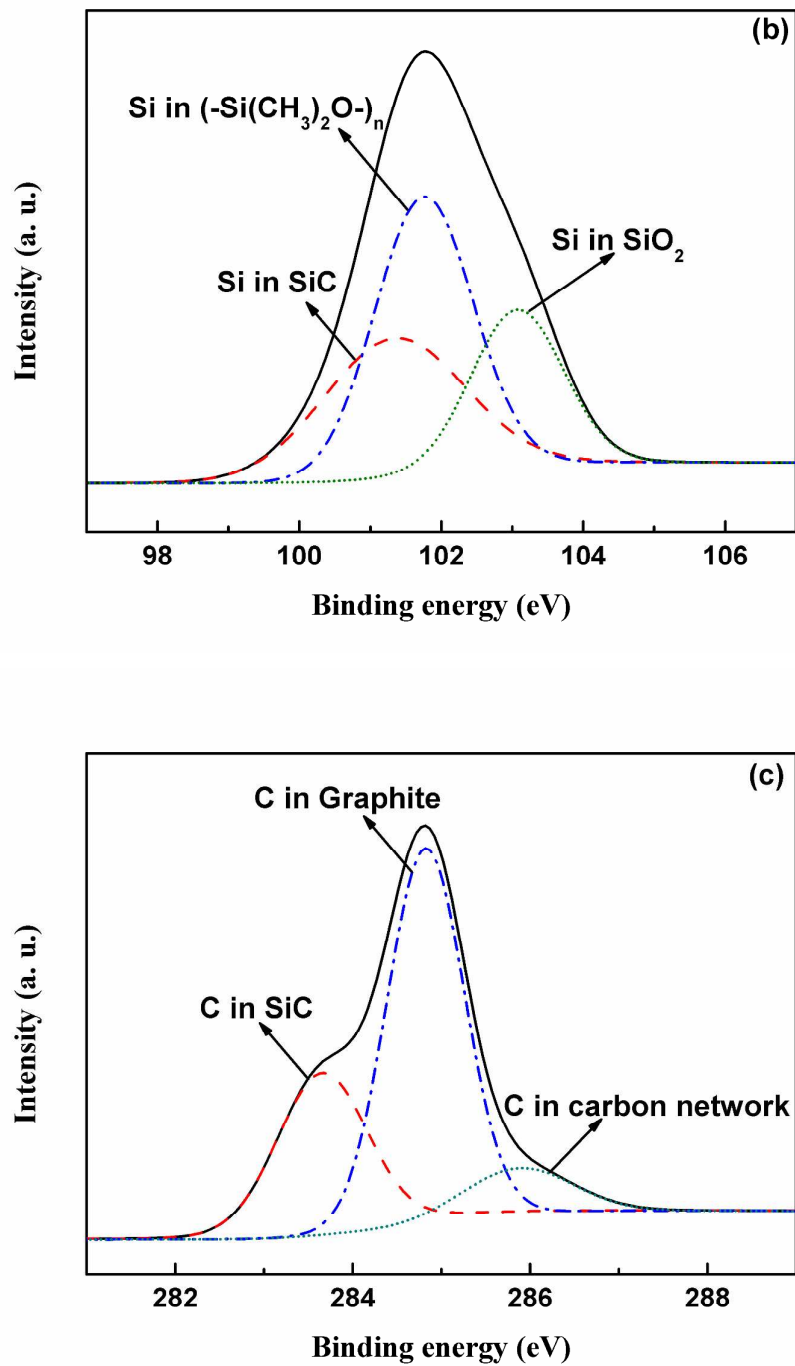 (b)
Si in (-Si(CH₃)₂O-)ₙ
Si in SiO₂
Si in SiC
Intensity (a. u.)
98 100 102 104 106
Binding energy (eV)
(c)
C in Graphite
C in SiC
C in carbon network
Intensity (a. u.)
282 284 286 288
Binding energy (eV)